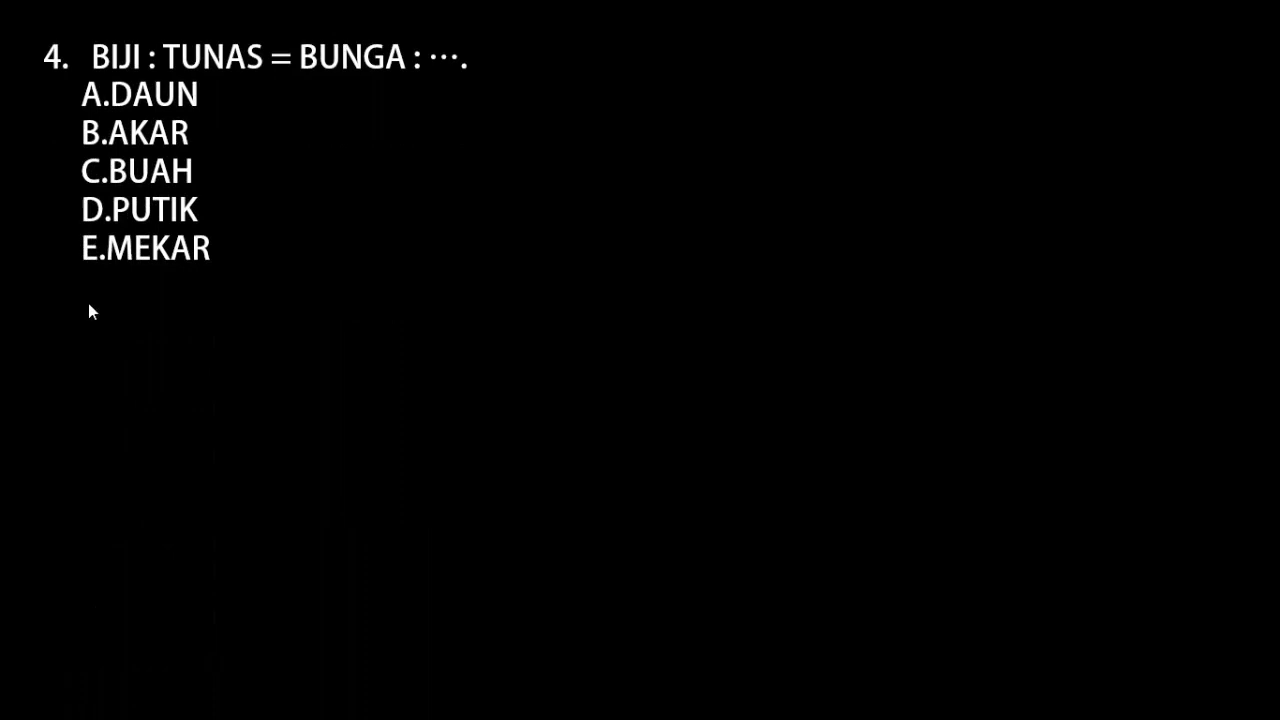 4. BIJI : TUNAS = BUNGA : ⋯.
A.DAUN
B.AKAR
C.BUAH
D.PUTIK
E.MEKAR